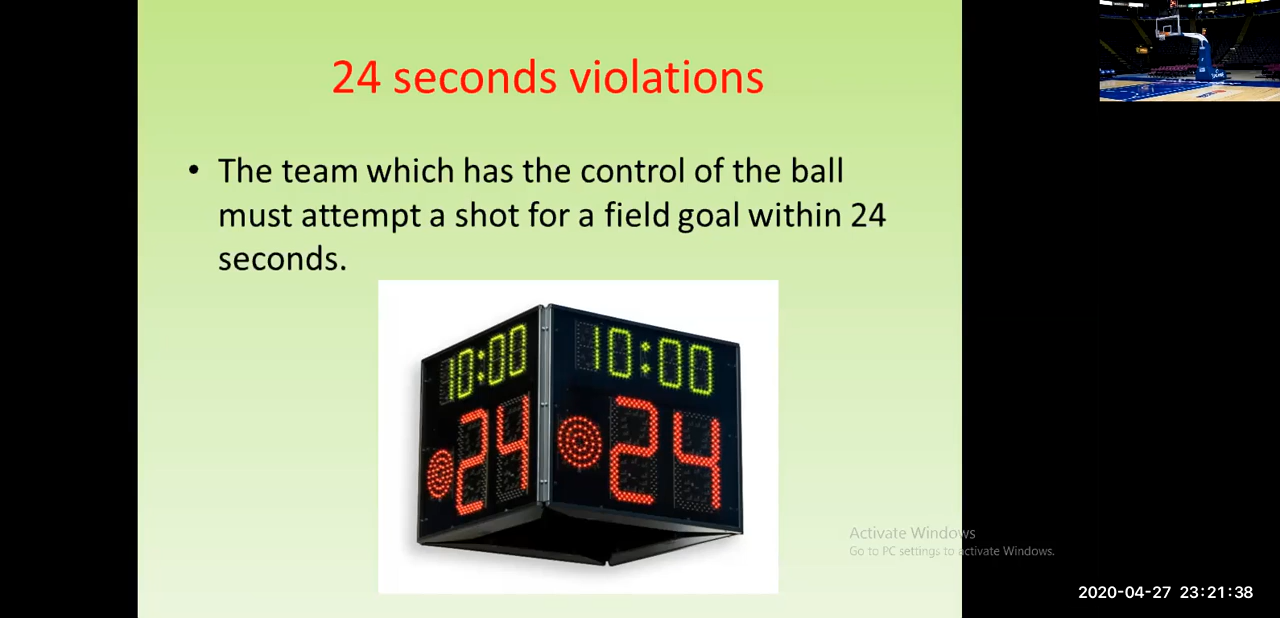 24 seconds violations
• The team which has the control of the ball
must attempt a shot for a field goal within 24
seconds.
10:00 10:00
24 24
Activate Windows
Go to PC settings to activate Windows.
2020-04-27 23:21:38